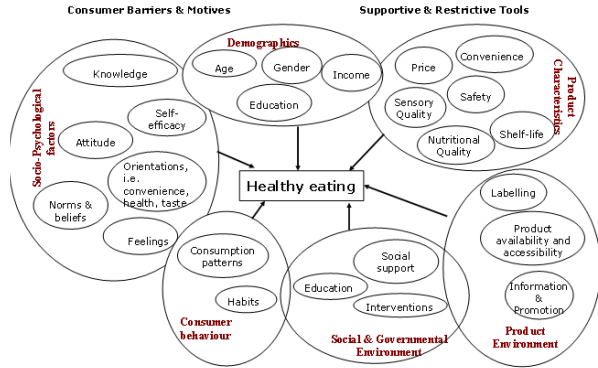 Consumer Barriers & Motives
Supportive & Restrictive Tools
Demographics
Age
Gender
Income
Education
Knowledge
Self-
efficacy
Attitude
Orientations,
i.e.
convenience,
health, taste
Norms &
beliefs
Feelings
Socio-Psychological
factors
Price
Convenience
Sensory
Quality
Safety
Nutritional
Quality
Shelf-life
Product
Characteristics
Healthy eating
Consumption
patterns
Habits
Consumer
behaviour
Social
support
Education
Interventions
Social & Governmental
Environment
Labelling
Product
availability and
accessibility
Information
&
Promotion
Product
Environment